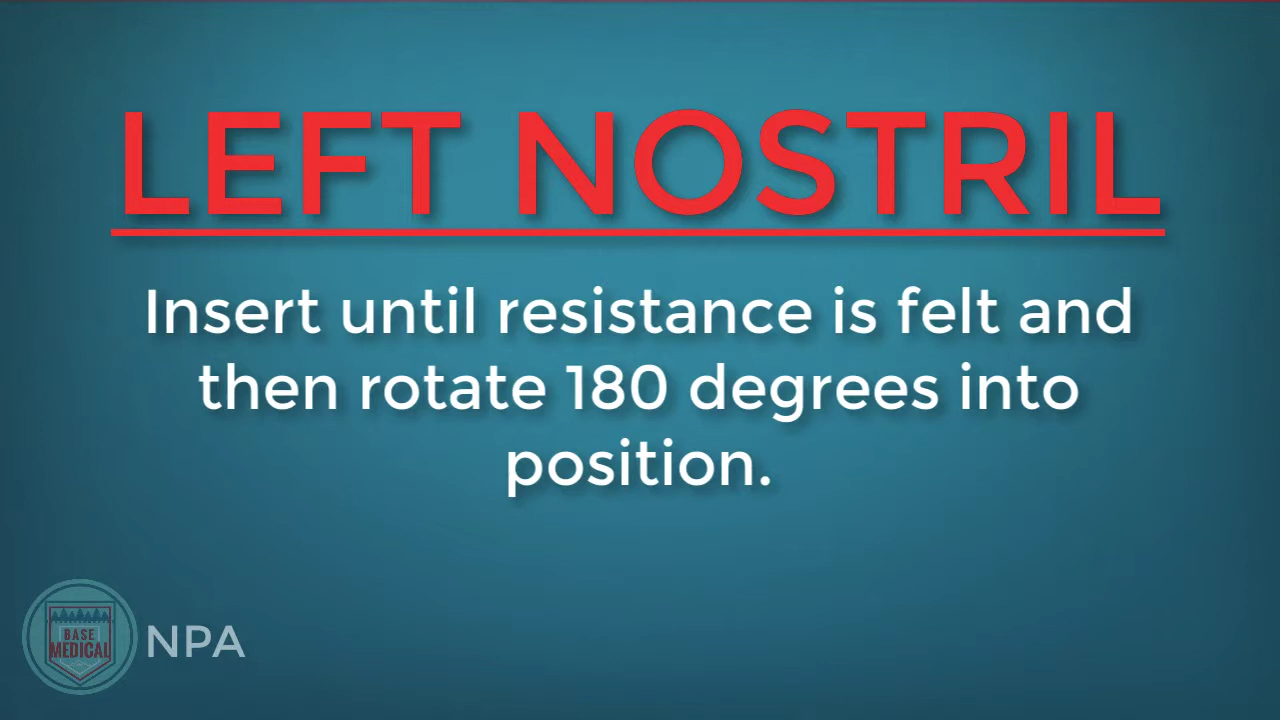 LEFT NOSTRIL
Insert until resistance is felt and
then rotate 180 degrees into
position.
BASE
MEDICAL
NPA